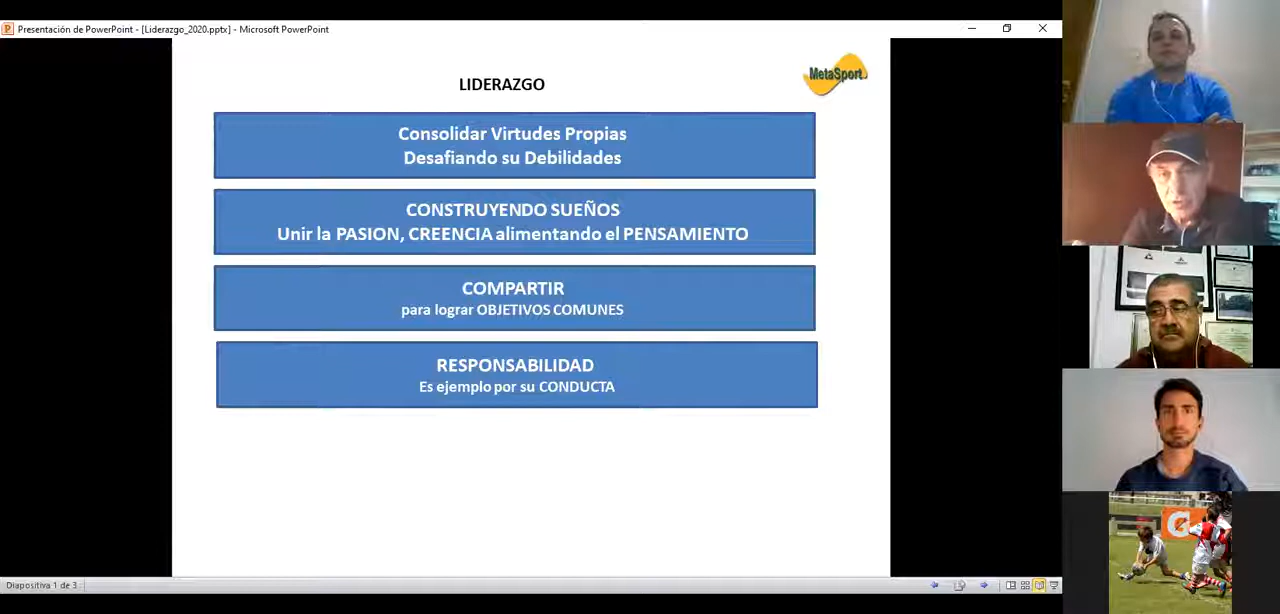 Presentación de PowerPoint - [Liderazgo_2020.pptx] - Microsoft PowerPoint
LIDERAZGO
MetaSport
Consolidar Virtudes Propias
Desafiando su Debilidades
CONSTRUYENDO SUEÑOS
Unir la PASION, CREENCIA alimentando el PENSAMIENTO
COMPARTIR
para lograr OBJETIVOS COMUNES
RESPONSABILIDAD
Es ejemplo por su CONDUCTA
G
Diapositiva 1 de 3